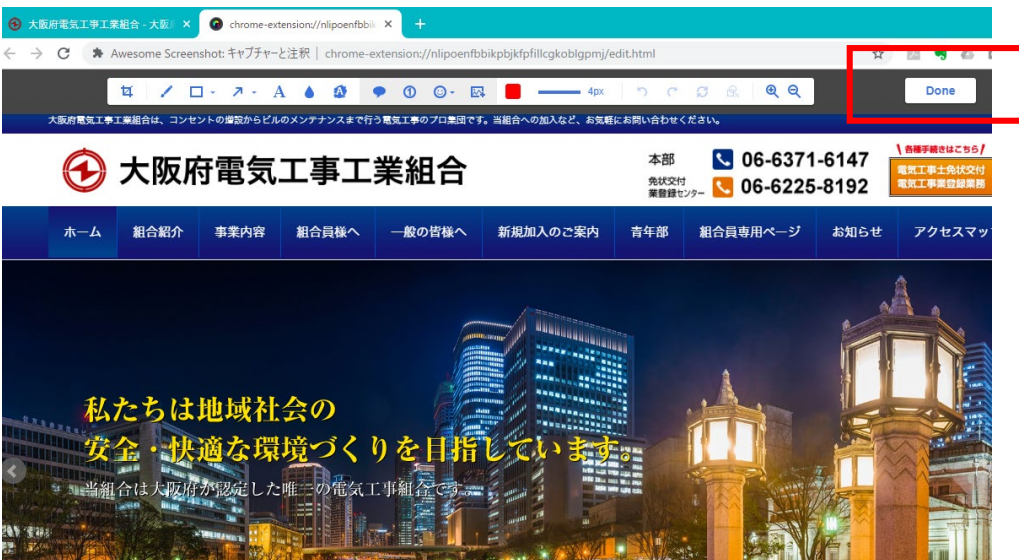 大阪府電気工事工業組合 - 大阪
chrome-extension://nlipoenfbbik
Awesome Screenshot: キャプチャーと注釈 | chrome-extension://nlipoenfbbikpbjkfpfillcgkoblgpmj/edit.html
A 4px Done
大阪府電気工事工業組合は、コンセントの増設からビルのメンテナンスまで行う電気工事のプロ集団です。当組合への加入など、お気軽にお問い合わせください。
大阪府電気工事工業組合
本部 06-6371-6147
免状交付
業登録センター 06-6225-8192
\ 各種手続きはこちら /
電気工事士免状交付
電気工事業登録業務
ホーム 組合紹介 事業内容 組合員様へ 一般の皆様へ 新規加入のご案内 青年部 組合員専用ページ お知らせ アクセスマッ
私たちは地域社会の
安全・快適な環境づくりを目指しています。
当組合は大阪府が認定した唯一の電気工事組合です。